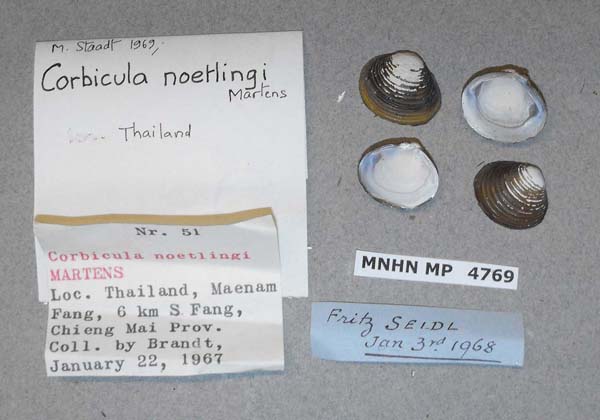 M. Staadt 1969,.
Corbicula noetlingi
Martens
Thailand
Nr. 51
Corbicula noetlingi
MARTENS
Loc. Thailand, Maenam
Fang, 6 km S Fang,
Chieng Mai Prov.
Coll. by Brandt,
January 22, 1967
MNHN MP 4769
Fritz SEIDL
Jan 3rd 1968